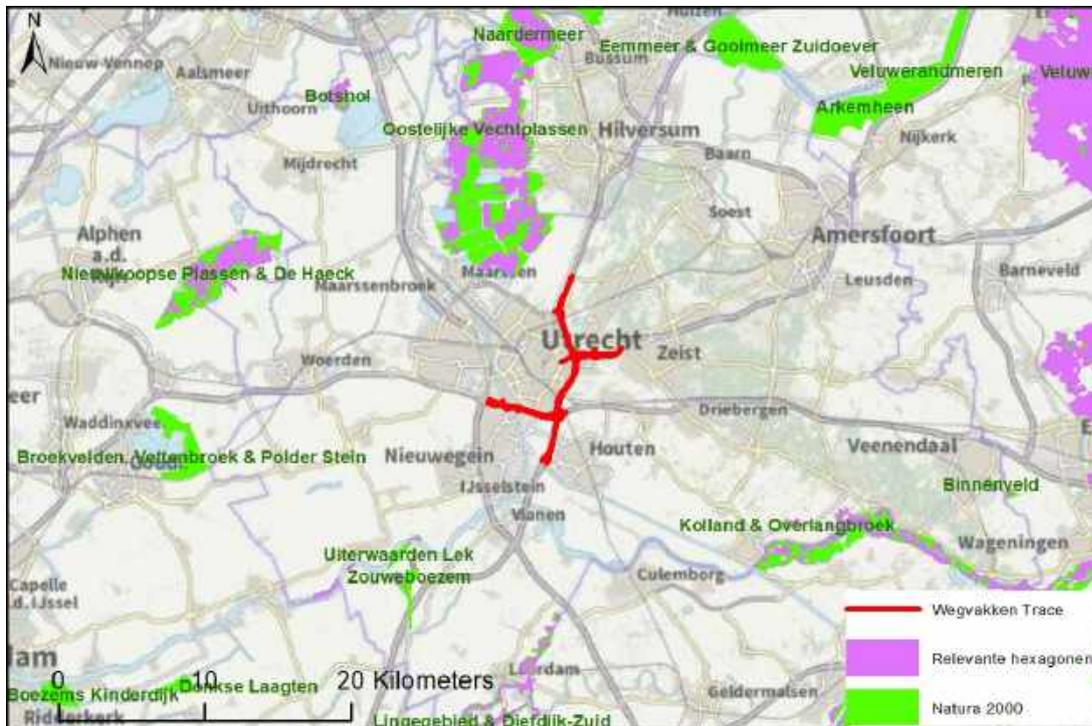 N
Naardermeer
Huizen
Eemmeer & Gooimeer Zuidoever
Nieuw-Vennep
Aalsmeer
Bussum
Veluwerandmeren
Botshol
Uithoorn
Arkemheen
Oostelijke Vechtplassen
Hilversum
Nijkerk
Mijdrecht
Baarn
Soest
Alphen
a.d.
Amersfoort
Nieuwkoopse Plassen & De Haeck
Maarssen
Maarssenbroek
Leusden
Barneveld
Utrecht
Woerden
Zeist
Waddinxvee
Driebergen
Broekvelden, Vettenbroek & Polder Stein
Nieuwegein
Houten
Veenendaal
IJsselstein
Binnenveld
Vianen
Kolland & Overlangbroek
Wageningen
Uiterwaarden Lek
Zouweboezem
Culemborg
Capelle
a.d. IJssel
Wegvakken Trace
Relevante hexagonen
Natura 2000
0 10 20 Kilometers
Leerdam
Boezems Kinderdijk
Donkse Laagten
Geldermalsen
Ridderkerk
Lingegebied & Diefdijk-Zuid